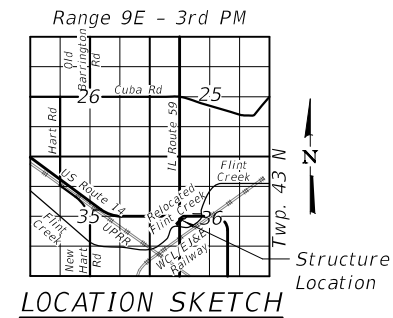 Range 9E - 3rd PM
Old
Barrington
Rd
26
Cuba Rd
25
Hart Rd
IL Route 59
Flint
Creek
Twp. 43 N
N
US Route 14
Relocated
Flint Creek
35
36
Flint
Creek
UPRR
WCL/EJ&E
Railway
New
Hart
Rd
Structure
Location
LOCATION SKETCH